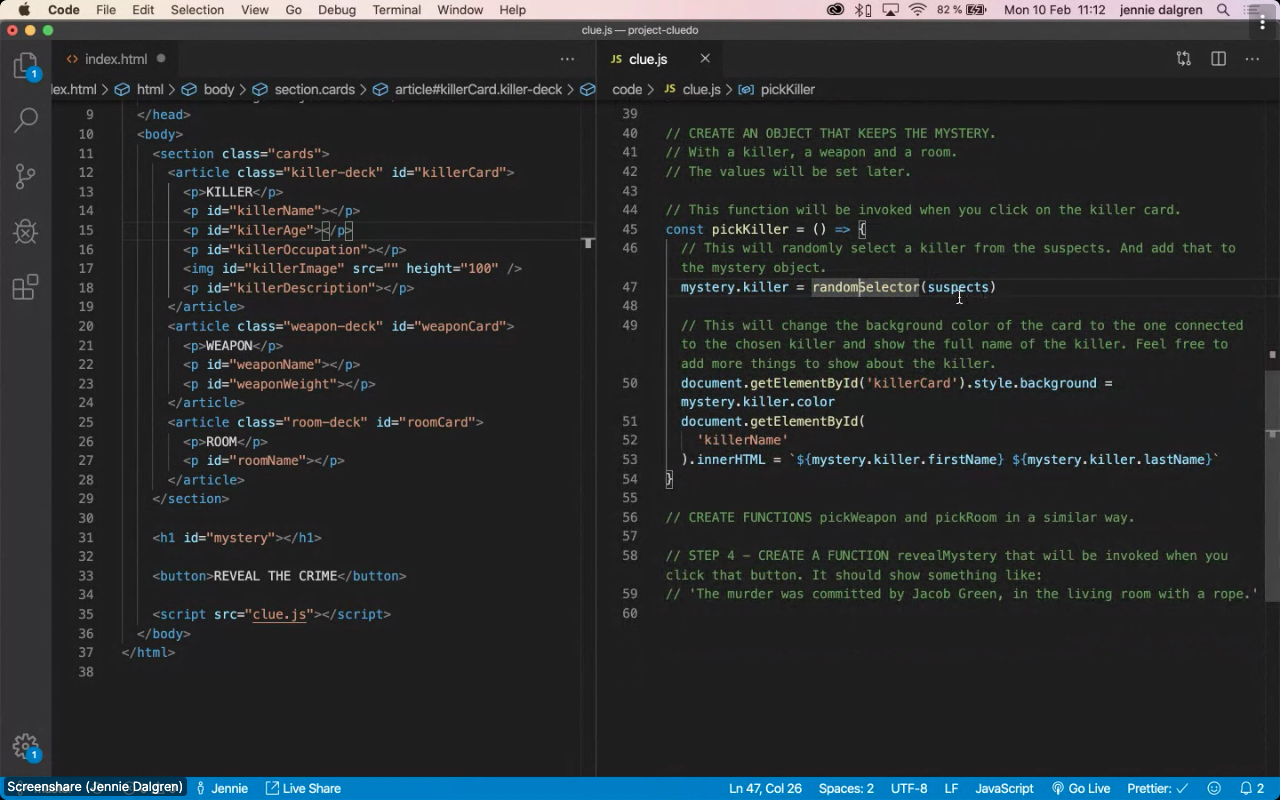 Code File Edit Selection View Go Debug Terminal Window Help 82 % Mon 10 Feb 11:12 jennie dalgren
clue.js — project-cluedo
index.html
lex.html > html > body > section.cards > article#killerCard.killer-deck >
9 </head>
10 <body>
11 <section class="cards">
12 <article class="killer-deck" id="killerCard">
13 <p>KILLER</p>
14 <p id="killerName"></p>
15 <p id="killerAge"></p>
16 <p id="killerOccupation"></p>
17 <img id="killerImage" src="" height="100" />
18 <p id="killerDescription"></p>
19 </article>
20 <article class="weapon-deck" id="weaponCard">
21 <p>WEAPON</p>
22 <p id="weaponName"></p>
23 <p id="weaponWeight"></p>
24 </article>
25 <article class="room-deck" id="roomCard">
26 <p>ROOM</p>
27 <p id="roomName"></p>
28 </article>
29 </section>
30
31 <h1 id="mystery"></h1>
32
33 <button>REVEAL THE CRIME</button>
34
35 <script src="clue.js"></script>
36 </body>
37 </html>
38
JS clue.js
code > JS clue.js > pickKiller
39
40 // CREATE AN OBJECT THAT KEEPS THE MYSTERY.
41 // With a killer, a weapon and a room.
42 // The values will be set later.
43
44 // This function will be invoked when you click on the killer card.
45 const pickKiller = () => {
46 // This will randomly select a killer from the suspects. And add that to
the mystery object.
47 mystery.killer = randomSelector(suspects)
48
49 // This will change the background color of the card to the one connected
to the chosen killer and show the full name of the killer. Feel free to
add more things to show about the killer.
50 document.getElementById('killerCard').style.background =
mystery.killer.color
51 document.getElementById(
52 'killerName'
53 ).innerHTML = `${mystery.killer.firstName} ${mystery.killer.lastName}`
54 }
55
56 // CREATE FUNCTIONS pickWeapon and pickRoom in a similar way.
57
58 // STEP 4 – CREATE A FUNCTION revealMystery that will be invoked when you
click that button. It should show something like:
59 // 'The murder was committed by Jacob Green, in the living room with a rope.'
60
1
1
Screenshare (Jennie Dalgren) Jennie Live Share Ln 47, Col 26 Spaces: 2 UTF-8 LF JavaScript Go Live Prettier: ✓ 2